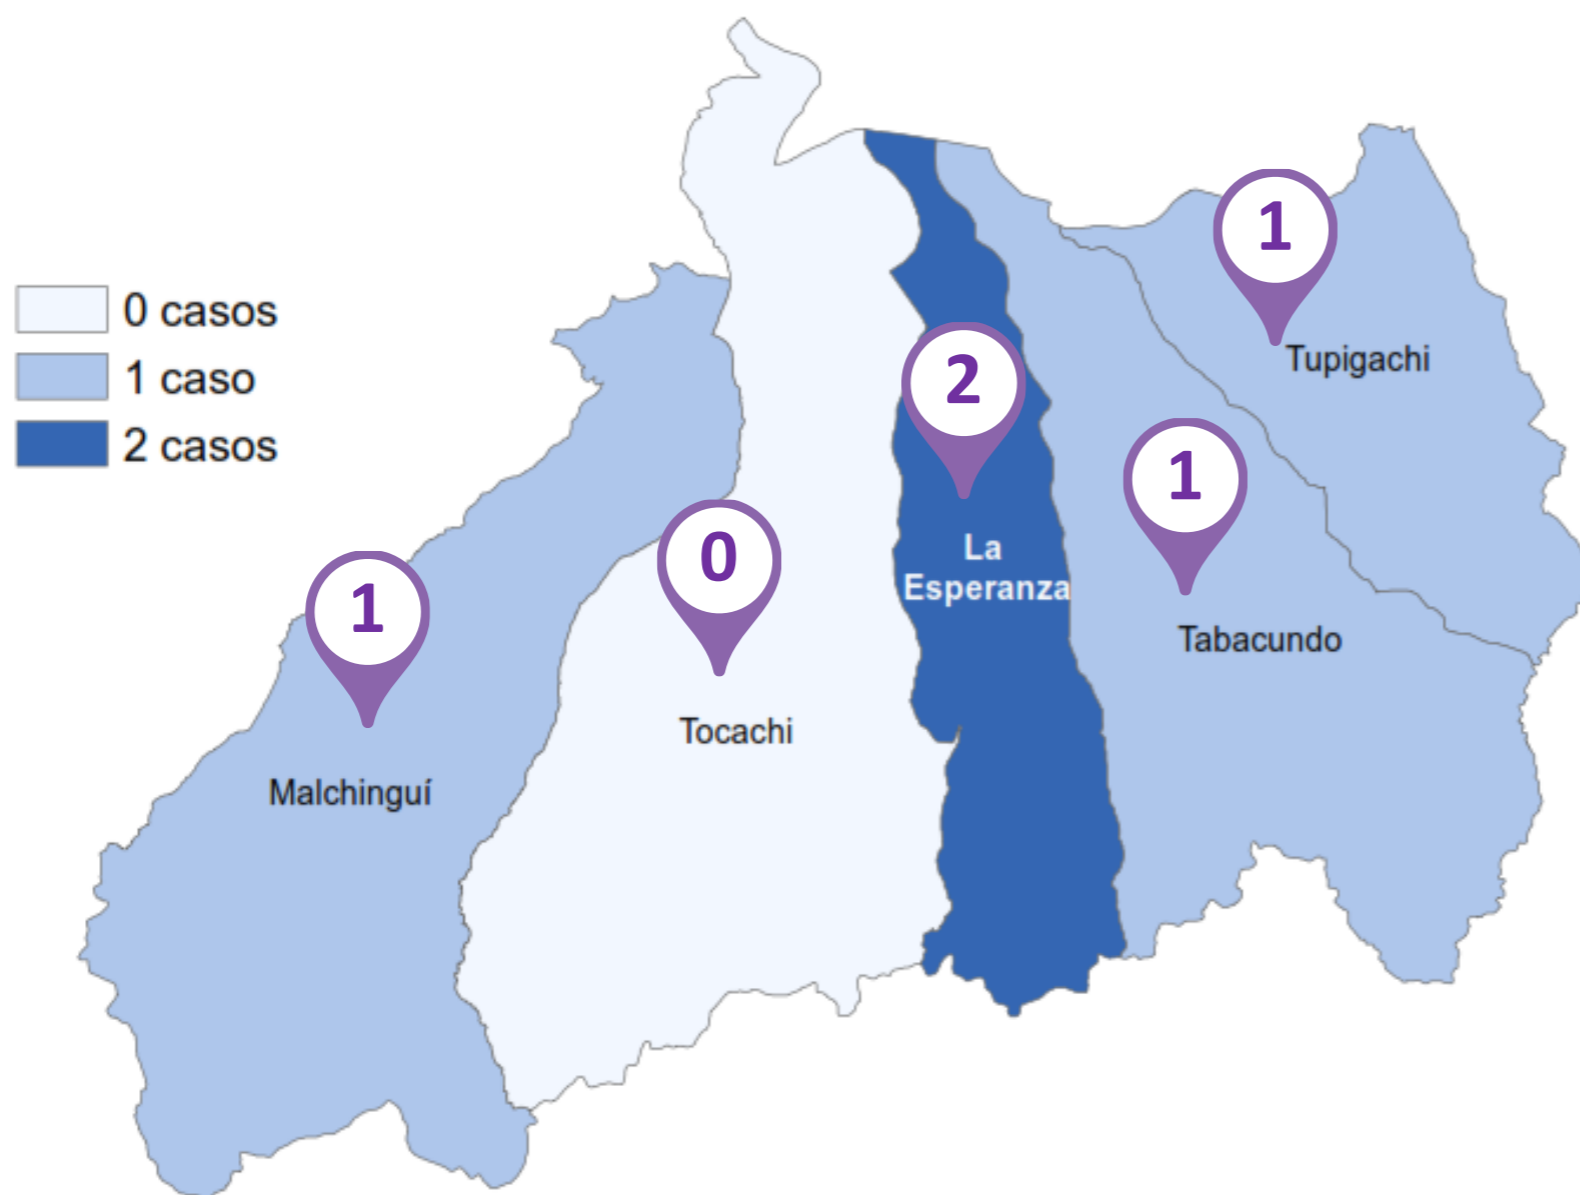 0 casos
1 caso
2 casos
1
Tupigachi
2
La
Esperanza
1
Tabacundo
0
Tocachi
1
Malchinguí